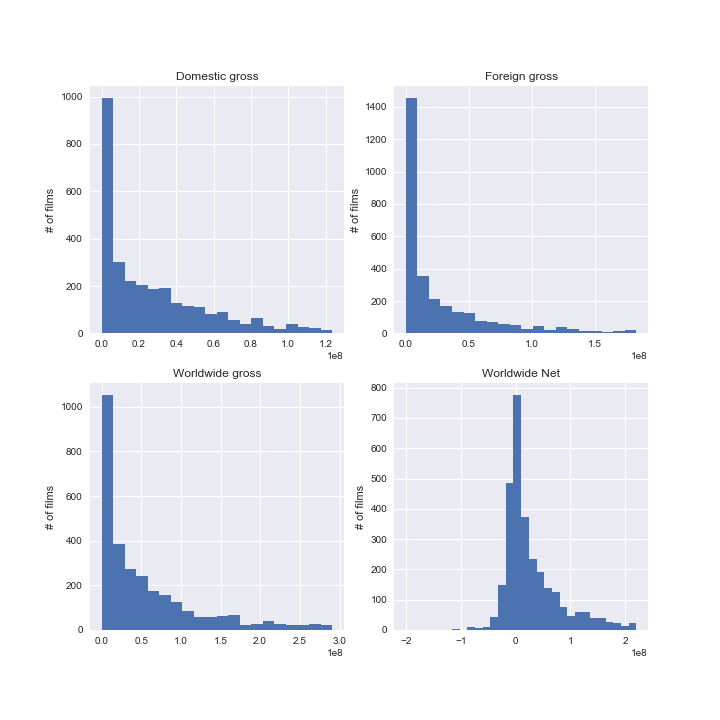 Domestic gross
Foreign gross
# of films
1000
800
600
400
200
0
0.0 0.2 0.4 0.6 0.8 1.0 1.2
1e8
# of films
1400
1200
1000
800
600
400
200
0
0.0 0.5 1.0 1.5
1e8
Worldwide gross
Worldwide Net
# of films
1000
800
600
400
200
0
0.0 0.5 1.0 1.5 2.0 2.5 3.0
1e8
# of films
800
700
600
500
400
300
200
100
0
−2 −1 0 1 2
1e8